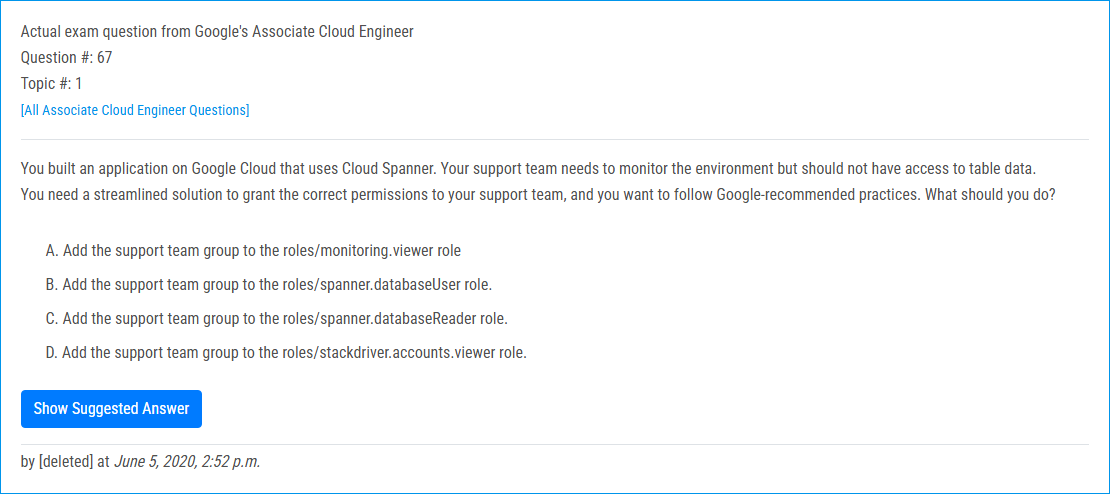 Actual exam question from Google's Associate Cloud Engineer
Question #: 67
Topic #: 1
[All Associate Cloud Engineer Questions]
You built an application on Google Cloud that uses Cloud Spanner. Your support team needs to monitor the environment but should not have access to table data.
You need a streamlined solution to grant the correct permissions to your support team, and you want to follow Google-recommended practices. What should you do?
A. Add the support team group to the roles/monitoring.viewer role
B. Add the support team group to the roles/spanner.databaseUser role.
C. Add the support team group to the roles/spanner.databaseReader role.
D. Add the support team group to the roles/stackdriver.accounts.viewer role.
Show Suggested Answer
by [deleted] at June 5, 2020, 2:52 p.m.